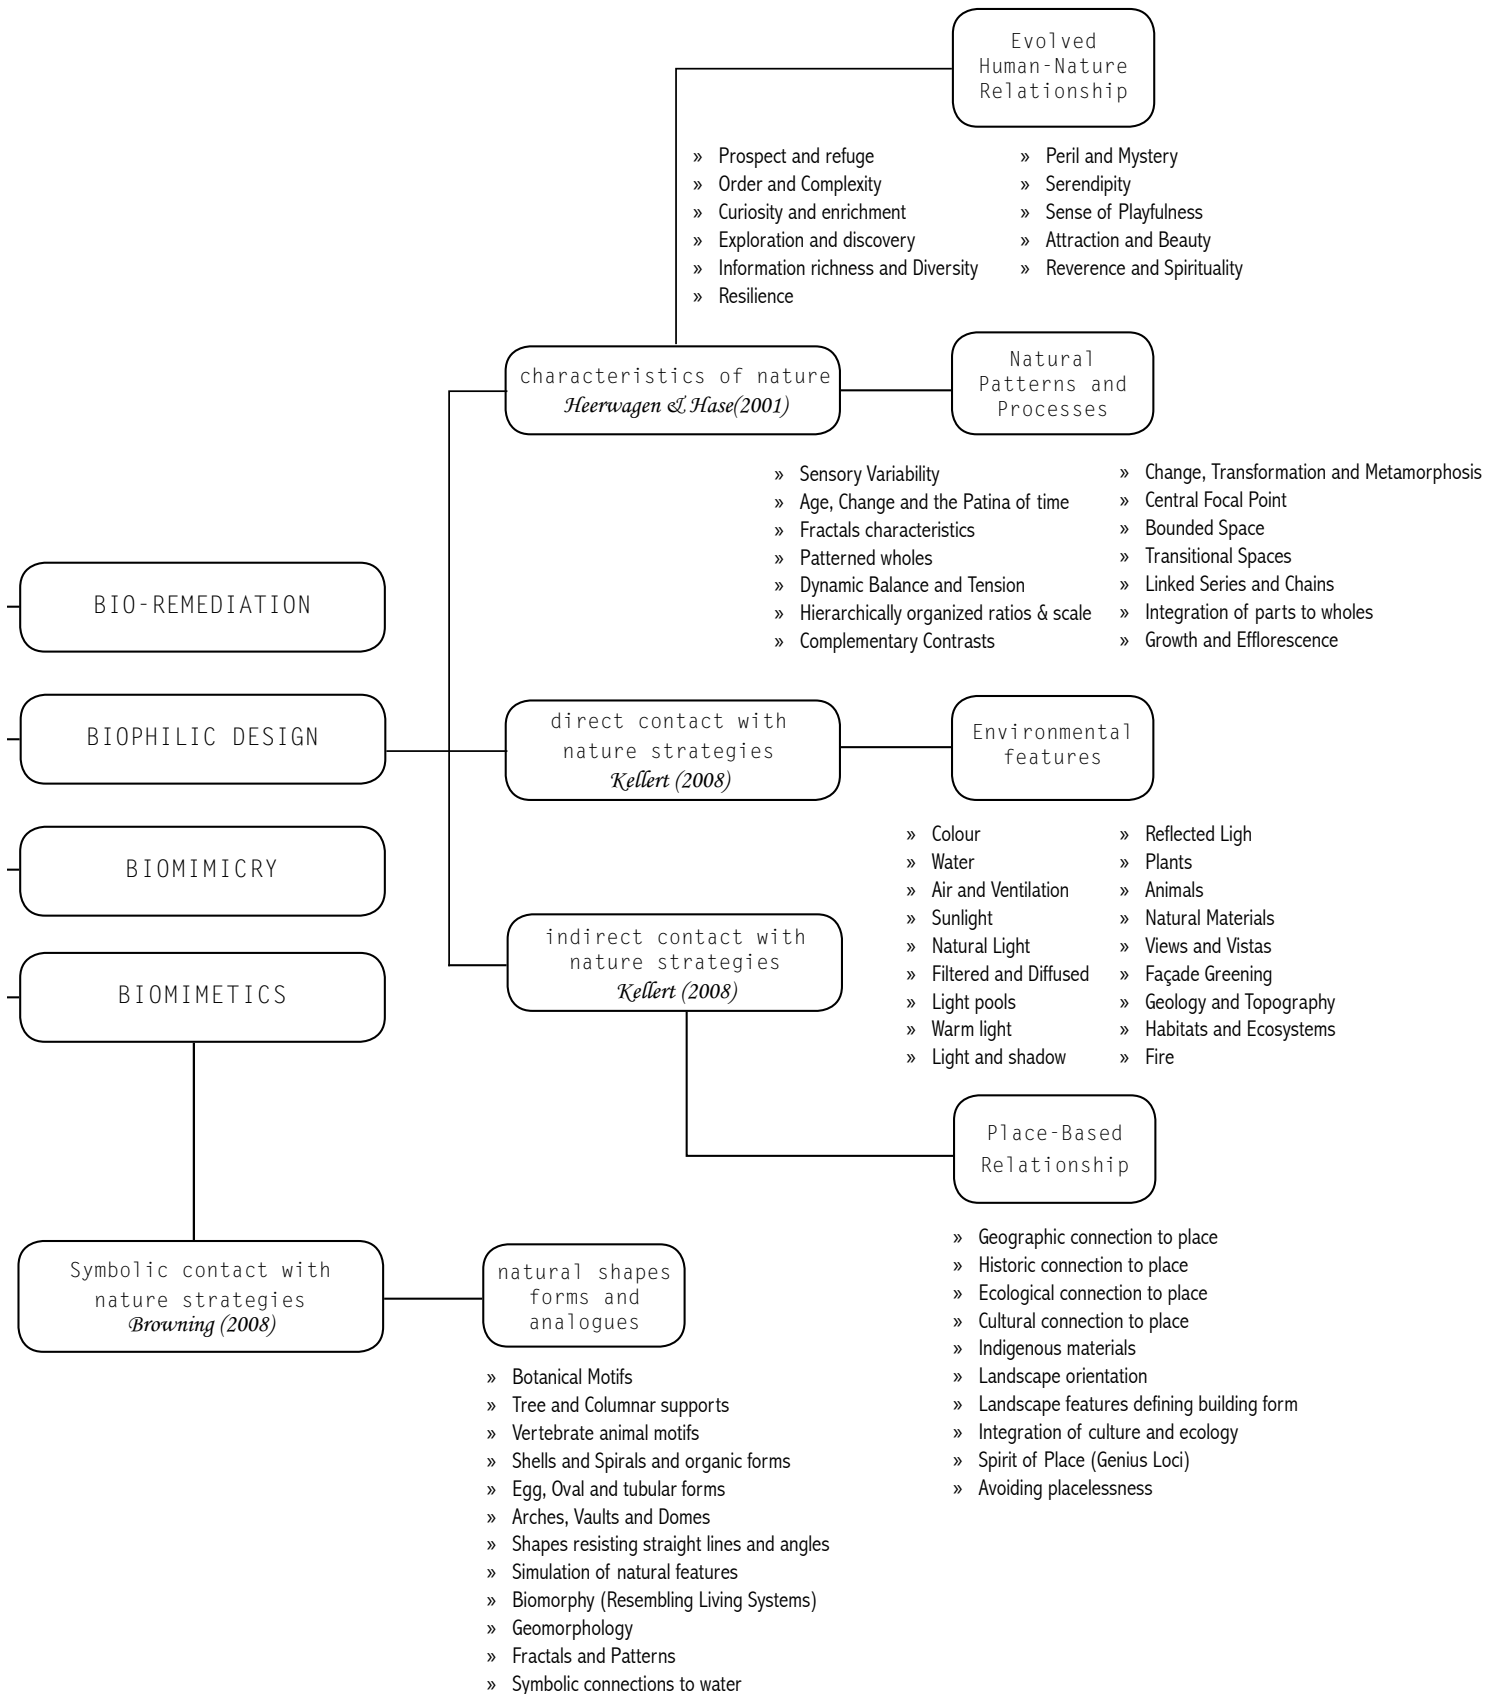 Evolved
Human-Nature
Relationship
» Prospect and refuge
» Order and Complexity
» Curiosity and enrichment
» Exploration and discovery
» Information richness and Diversity
» Resilience
» Peril and Mystery
» Serendipity
» Sense of Playfulness
» Attraction and Beauty
» Reverence and Spirituality
characteristics of nature
Heerwagen & Hase(2001)
Natural
Patterns and
Processes
» Sensory Variability
» Age, Change and the Patina of time
» Fractals characteristics
» Patterned wholes
» Dynamic Balance and Tension
» Hierarchically organized ratios & scale
» Complementary Contrasts
» Change, Transformation and Metamorphosis
» Central Focal Point
» Bounded Space
» Transitional Spaces
» Linked Series and Chains
» Integration of parts to wholes
» Growth and Efflorescence
BIO-REMEDIATION
BIOPHILIC DESIGN
BIOMIMICRY
BIOMIMETICS
direct contact with
nature strategies
Kellert (2008)
Environmental
features
» Colour
» Water
» Air and Ventilation
» Sunlight
» Natural Light
» Filtered and Diffused
» Light pools
» Warm light
» Light and shadow
» Reflected Ligh
» Plants
» Animals
» Natural Materials
» Views and Vistas
» Façade Greening
» Geology and Topography
» Habitats and Ecosystems
» Fire
indirect contact with
nature strategies
Kellert (2008)
Place-Based
Relationship
» Geographic connection to place
» Historic connection to place
» Ecological connection to place
» Cultural connection to place
» Indigenous materials
» Landscape orientation
» Landscape features defining building form
» Integration of culture and ecology
» Spirit of Place (Genius Loci)
» Avoiding placelessness
Symbolic contact with
nature strategies
Browning (2008)
natural shapes
forms and
analogues
» Botanical Motifs
» Tree and Columnar supports
» Vertebrate animal motifs
» Shells and Spirals and organic forms
» Egg, Oval and tubular forms
» Arches, Vaults and Domes
» Shapes resisting straight lines and angles
» Simulation of natural features
» Biomorphy (Resembling Living Systems)
» Geomorphology
» Fractals and Patterns
» Symbolic connections to water